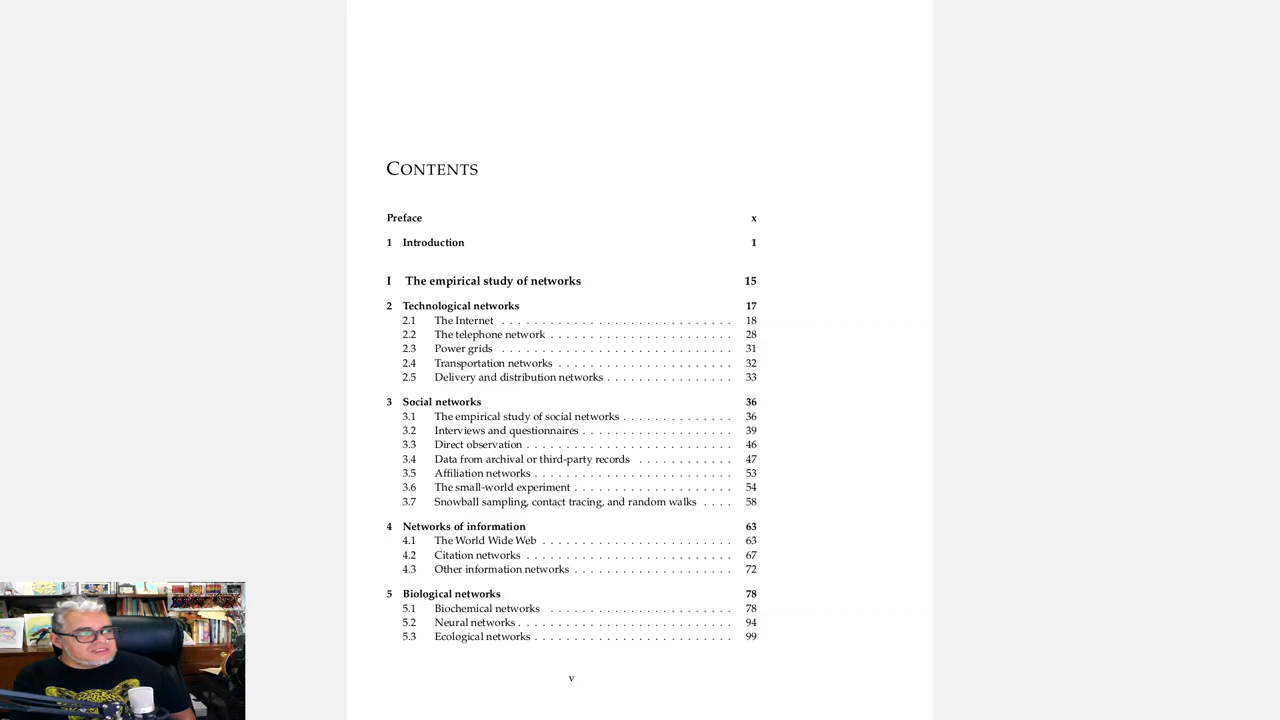 CONTENTS
Preface x
1 Introduction 1
I The empirical study of networks 15
2 Technological networks 17
2.1 The Internet . . . . . . . . . . . . . . . . . . . . . . . . . . . . . 18
2.2 The telephone network . . . . . . . . . . . . . . . . . . . . . . . 28
2.3 Power grids . . . . . . . . . . . . . . . . . . . . . . . . . . . . . 31
2.4 Transportation networks . . . . . . . . . . . . . . . . . . . . . . 32
2.5 Delivery and distribution networks . . . . . . . . . . . . . . . . 33
3 Social networks 36
3.1 The empirical study of social networks . . . . . . . . . . . . . . 36
3.2 Interviews and questionnaires . . . . . . . . . . . . . . . . . . . 39
3.3 Direct observation . . . . . . . . . . . . . . . . . . . . . . . . . . 46
3.4 Data from archival or third-party records . . . . . . . . . . . . 47
3.5 Affiliation networks . . . . . . . . . . . . . . . . . . . . . . . . . 53
3.6 The small-world experiment . . . . . . . . . . . . . . . . . . . . 54
3.7 Snowball sampling, contact tracing, and random walks . . . . 58
4 Networks of information 63
4.1 The World Wide Web . . . . . . . . . . . . . . . . . . . . . . . . 63
4.2 Citation networks . . . . . . . . . . . . . . . . . . . . . . . . . . 67
4.3 Other information networks . . . . . . . . . . . . . . . . . . . . 72
5 Biological networks 78
5.1 Biochemical networks . . . . . . . . . . . . . . . . . . . . . . . 78
5.2 Neural networks . . . . . . . . . . . . . . . . . . . . . . . . . . . 94
5.3 Ecological networks . . . . . . . . . . . . . . . . . . . . . . . . . 99
v